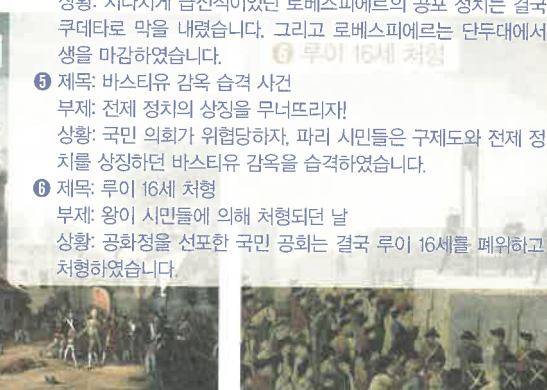 상황: 지나치게 급진적이었던 로베스피에르의 공포 정치는 결국
쿠데타로 막을 내렸습니다. 그리고 로베스피에르는 단두대에서
생을 마감하였습니다.
❻ 루이 16세 처형
❺ 제목: 바스티유 감옥 습격 사건
부제: 전제 정치의 상징을 무너뜨리자!
상황: 국민 의회가 위협당하자, 파리 시민들은 구제도와 전제 정
치를 상징하던 바스티유 감옥을 습격하였습니다.
❻ 제목: 루이 16세 처형
부제: 왕이 시민들에 의해 처형되던 날
상황: 공화정을 선포한 국민 공회는 결국 루이 16세를 폐위하고
처형하였습니다.